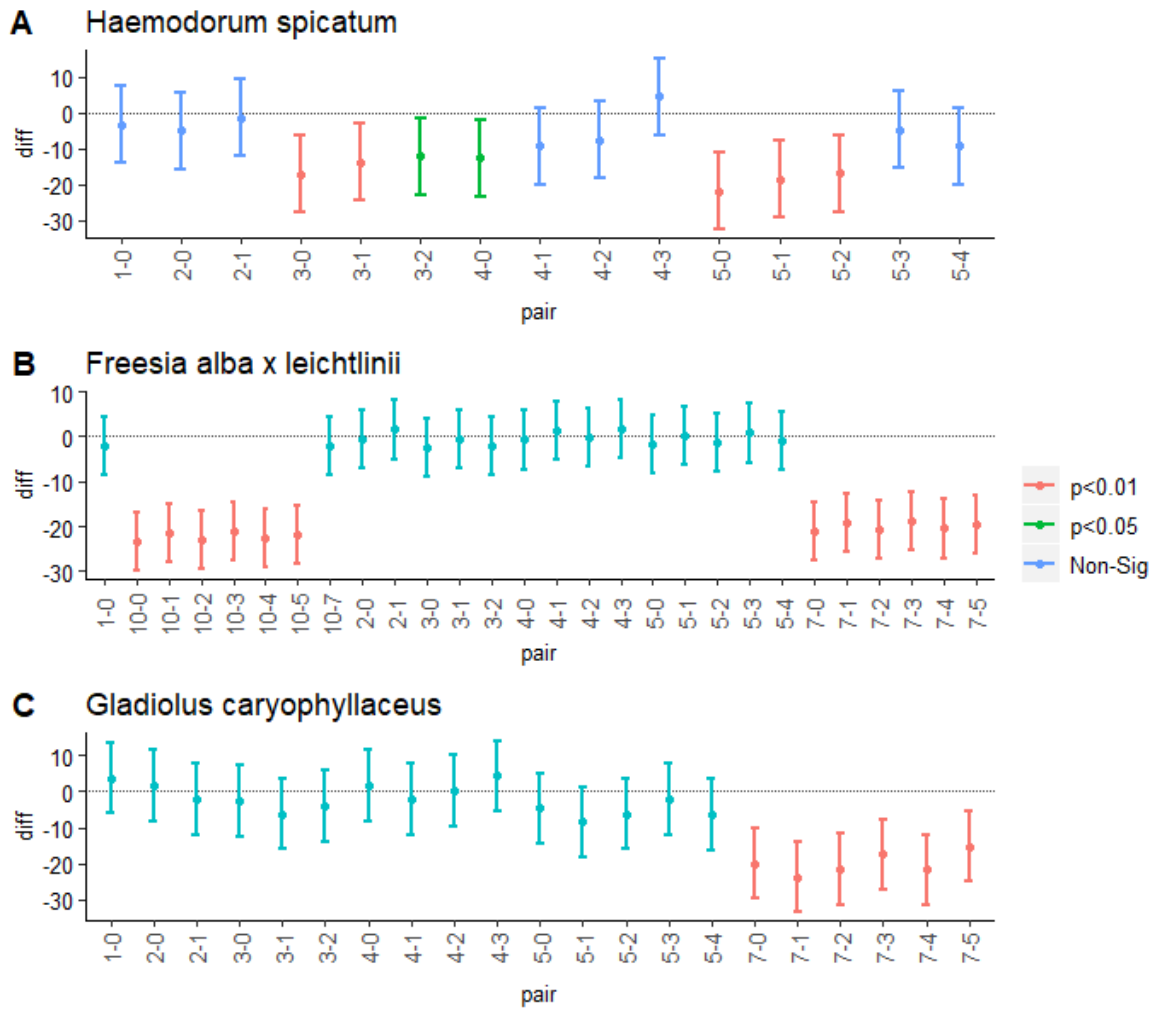 A Haemodorum spicatum
10
0
-10
-20
-30
diff
1-0 2-0 2-1 3-0 3-1 3-2 4-0 4-1 4-2 4-3 5-0 5-1 5-2 5-3 5-4
pair
B Freesia alba x leichtlinii
10
0
-10
-20
-30
diff
1-0 10-0 10-1 10-2 10-3 10-4 10-5 10-7 2-0 2-1 3-0 3-1 3-2 4-0 4-1 4-2 4-3 5-0 5-1 5-2 5-3 5-4 7-0 7-1 7-2 7-3 7-4 7-5
pair
p<0.01
p<0.05
Non-Sig
C Gladiolus caryophyllaceus
10
0
-10
-20
-30
diff
1-0 2-0 2-1 3-0 3-1 3-2 4-0 4-1 4-2 4-3 5-0 5-1 5-2 5-3 5-4 7-0 7-1 7-2 7-3 7-4 7-5
pair